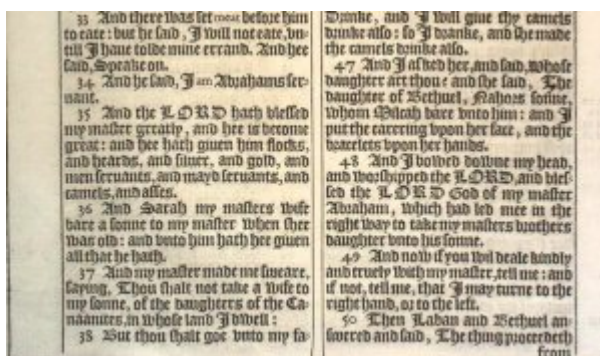 33 And there was set meat before him
to eate: but he said, I will not eate, vn-
till I haue tolde mine errand. And hee
said, Speake on.
34 And he said, I am Abrahams ser-
uant.
35 And the LORD hath blessed
my master greatly, and hee is become
great: and hee hath giuen him flocks,
and heards, and siluer, and gold, and
men seruants, and mayd seruants, and
camels, and asses.
36 And Sarah my masters wife
bare a sonne to my master when shee
was old: and vnto him hath hee giuen
all that he hath.
37 And my master made me sweare,
saying, Thou shalt not take a wife to
my sonne, of the daughters of the Ca-
naanites, in whose land I dwell:
38 But thou shalt goe vnto my fa-
Drinke, and I will giue thy camels
drinke also: so I dranke, and she made
the camels drinke also.
47 And I asked her, and said, whose
daughter art thou? and she said, The
daughter of Bethuel, Nahors sonne,
whom Milcah bare vnto him: and I
put the earering vpon her face, and the
bracelets vpon her hands.
48 And I bowed downe my head,
and worshipped the LORD, and bles-
sed the LORD God of my master
Abraham, which had led mee in the
right way to take my masters brothers
daughter vnto his sonne.
49 And now if you wil deale kindly
and truely with my master, tell me: and
if not, tell me, that I may turne to the
right hand, or to the left.
50 Then Laban and Bethuel an-
swered and said, The thing proceedeth
from